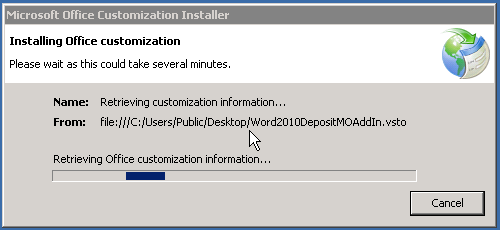 Microsoft Office Customization Installer
Installing Office customization
Please wait as this could take several minutes.
Name: Retrieving customization information...
From: file:///C:/Users/Public/Desktop/Word2010DepositMOAddIn.vsto
Retrieving Office customization information...
Cancel